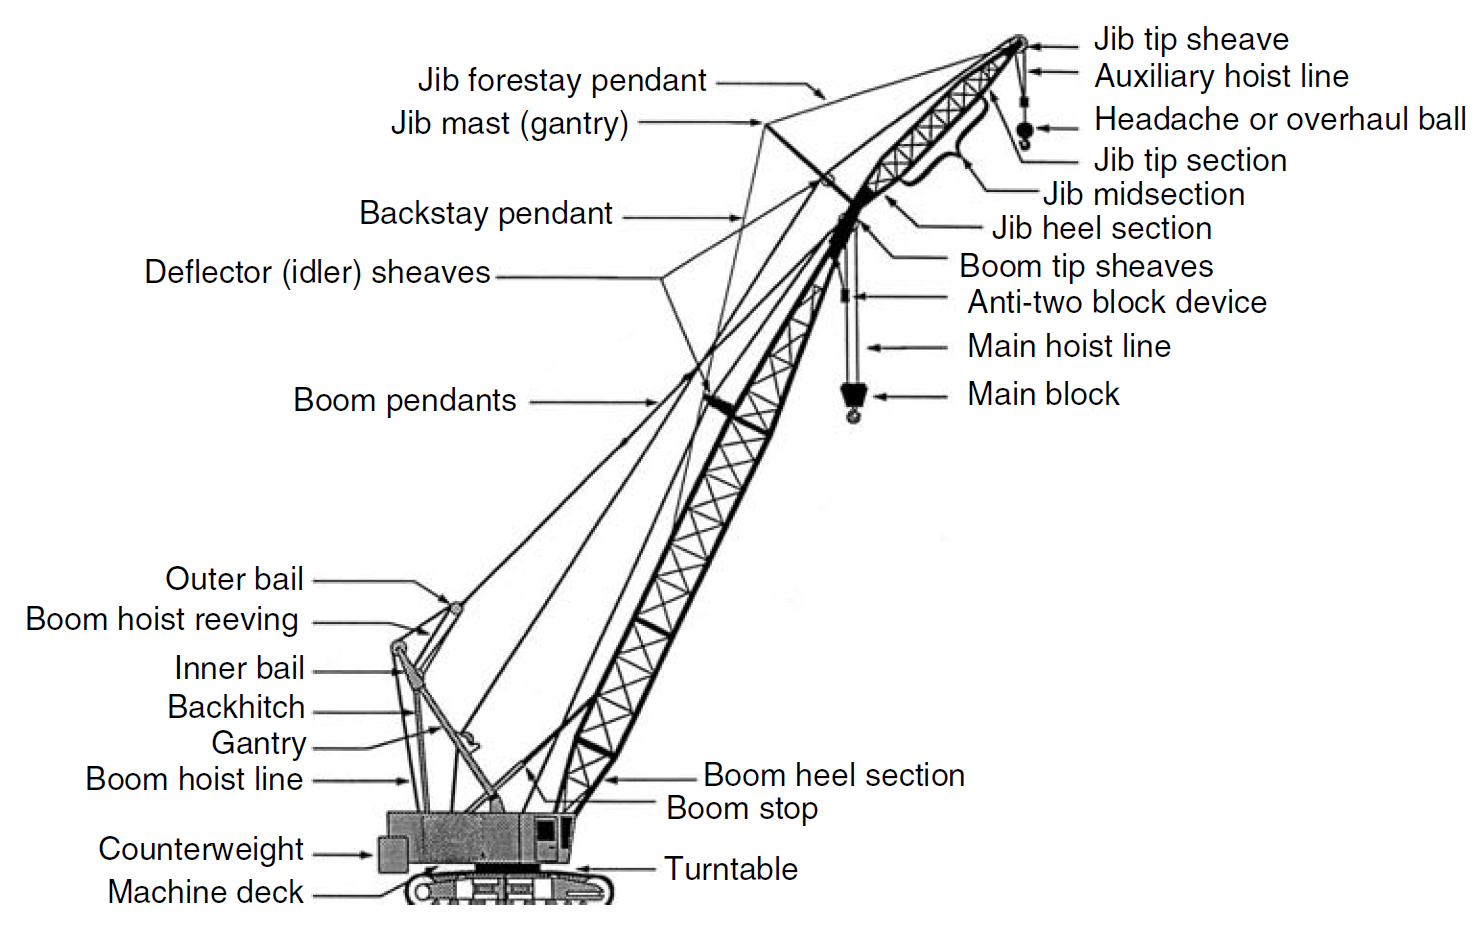 Jib tip sheave
Jib forestay pendant
Auxiliary hoist line
Jib mast (gantry)
Headache or overhaul ball
Jib tip section
Jib midsection
Backstay pendant
Jib heel section
Deflector (idler) sheaves
Boom tip sheaves
Anti-two block device
Main hoist line
Main block
Boom pendants
Outer bail
Boom hoist reeving
Inner bail
Backhitch
Gantry
Boom hoist line
Boom heel section
Boom stop
Counterweight
Turntable
Machine deck